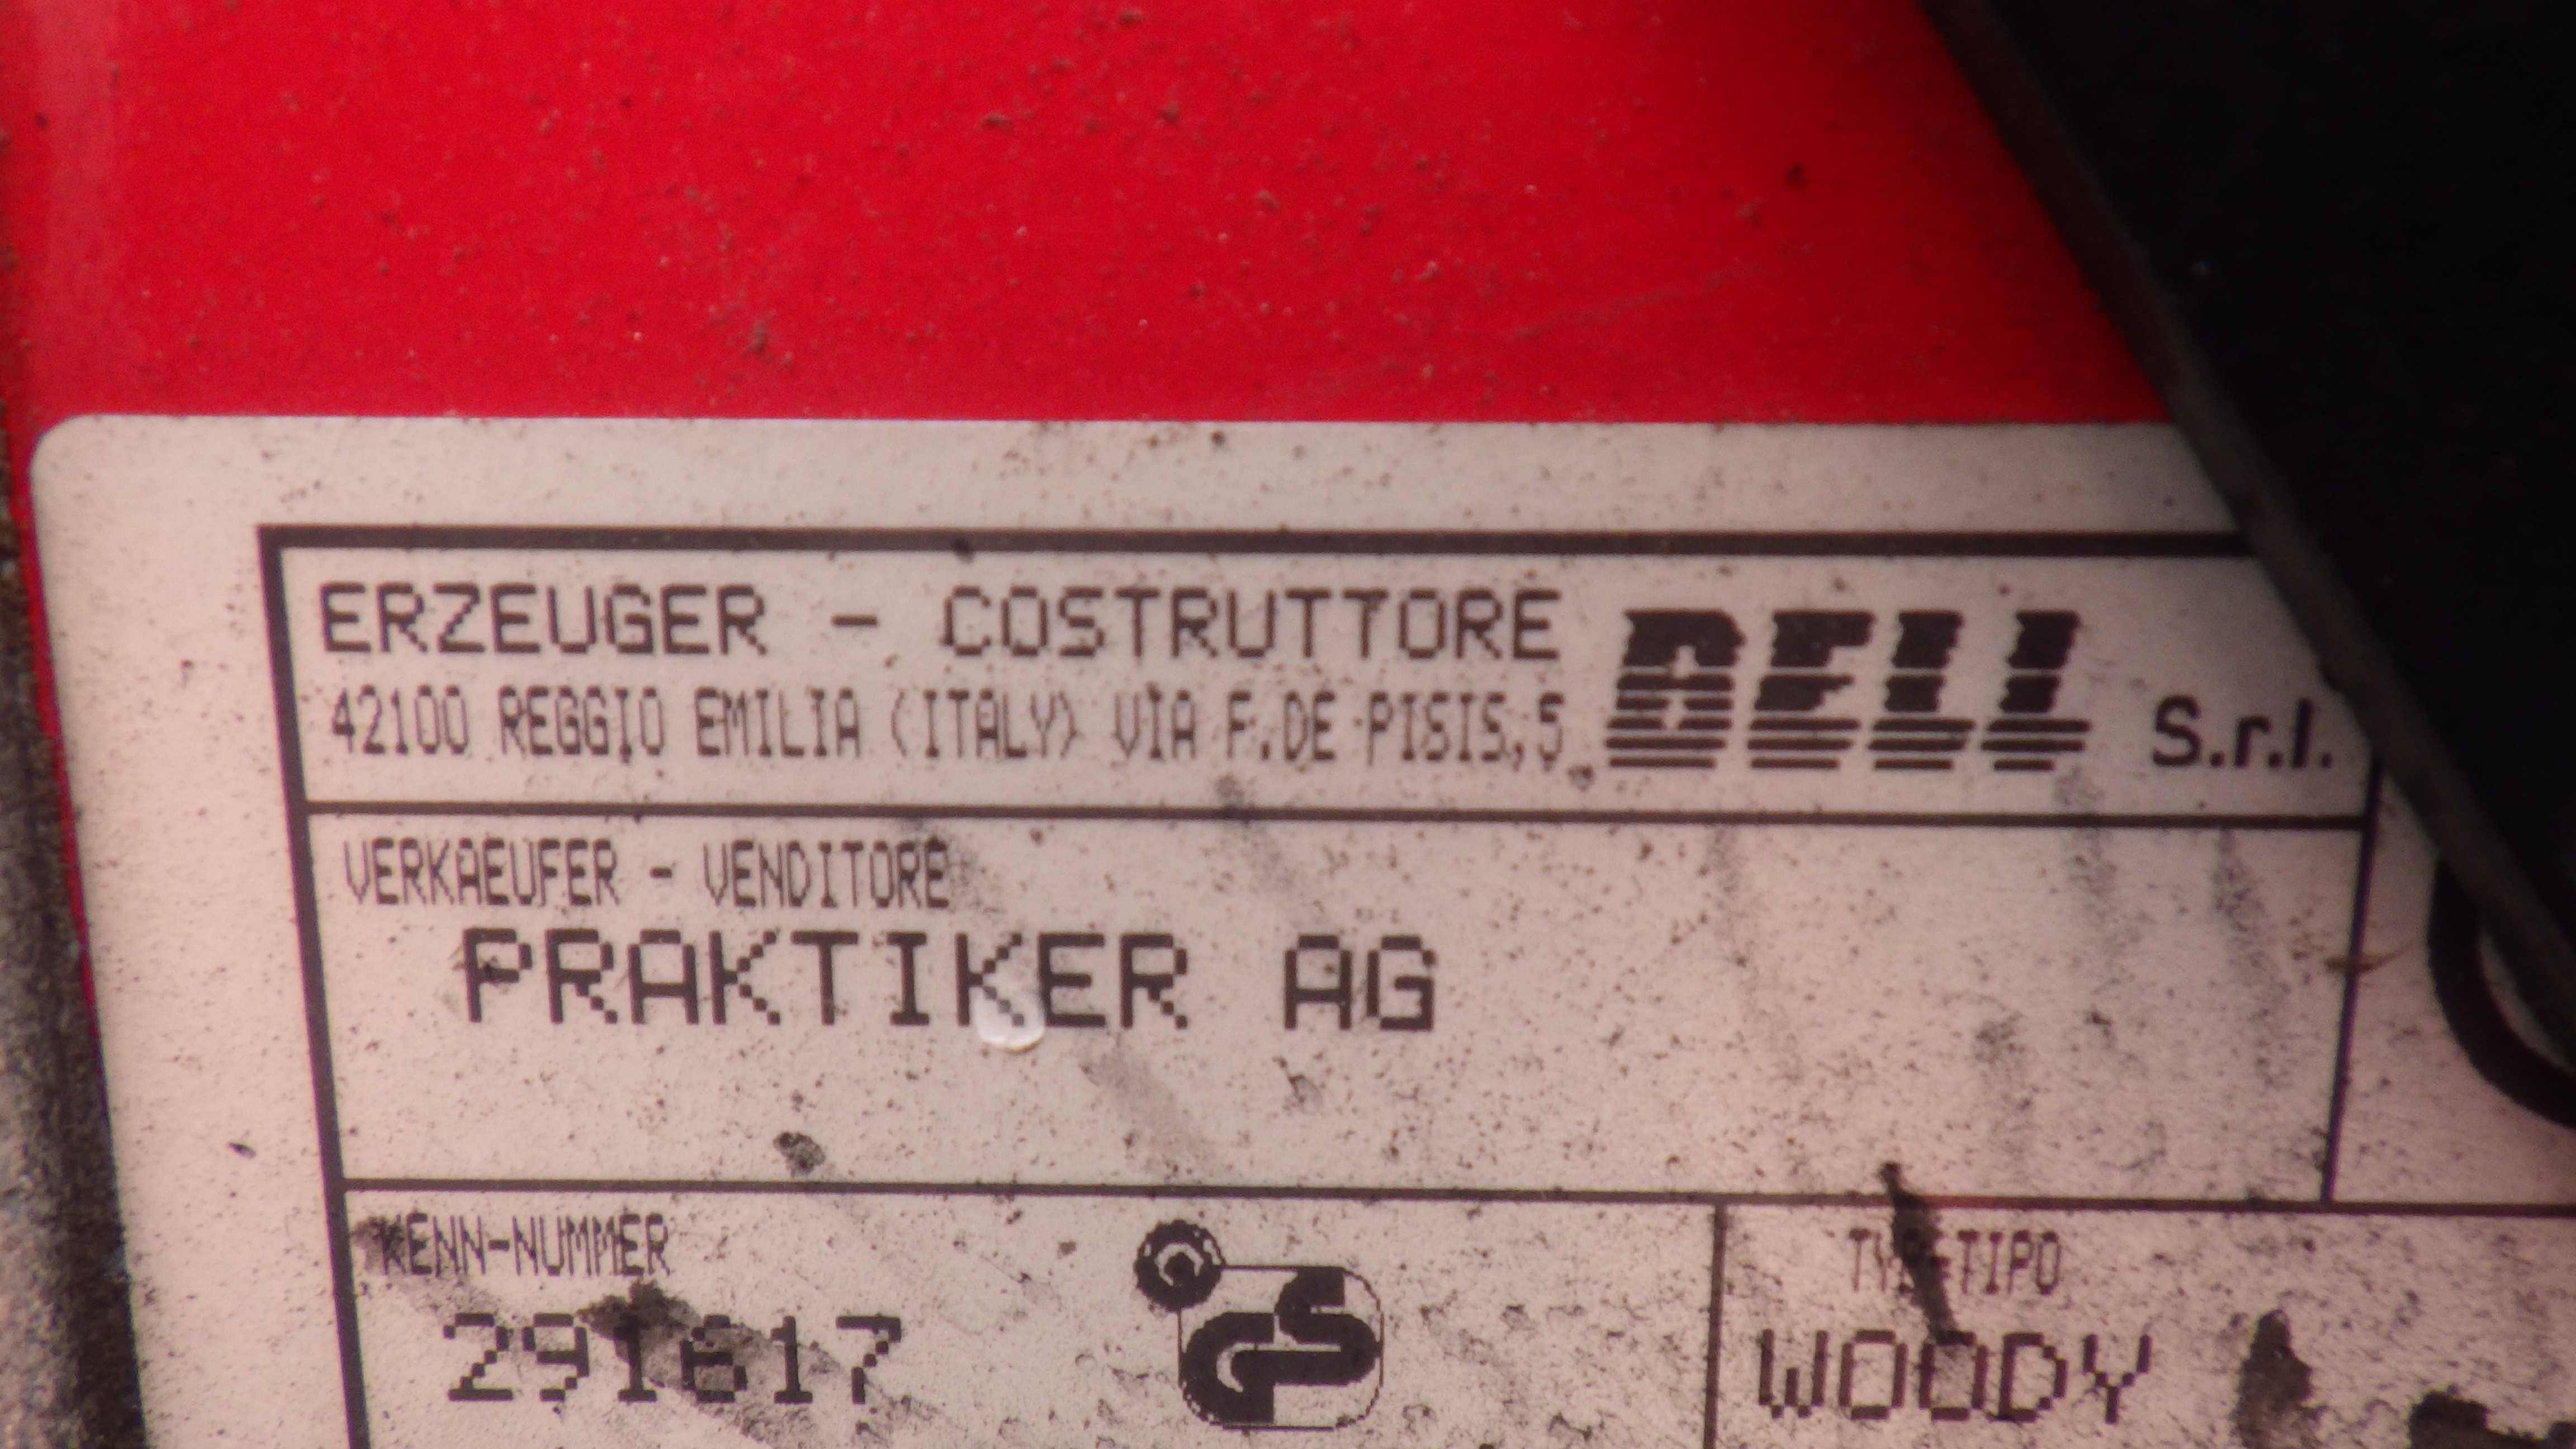 ERZEUGER - COSTRUTTORE
42100 REGGIO EMILIA (ITALY) VIA F.DE PISIS,5
BELL S.r.l.
VERKAEUFER - VENDITORE
PRAKTIKER AG
KENN-NUMMER
291617
GS
TYP-TIPO
WOODY